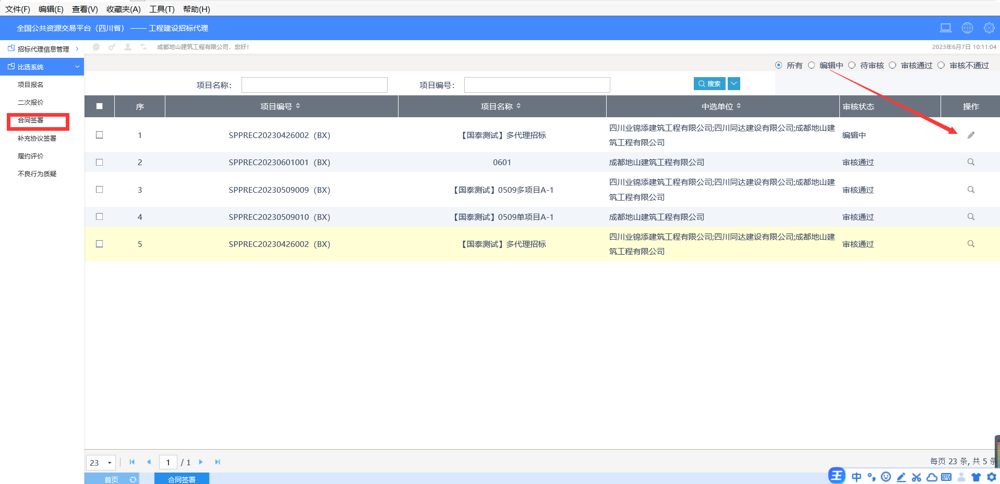 文件(F) 编辑(E) 查看(V) 收藏夹(A) 工具(T) 帮助(H)
全国公共资源交易平台（四川省） —— 工程建设招标代理
招标代理信息管理
成都地山建筑工程有限公司，您好!
2023年6月7日 10:11:04
比选系统
所有 编辑中 待审核 审核通过 审核不通过
项目报名
项目名称： 项目编号： 搜索
二次报价
序 项目编号 项目名称 中选单位 审核状态 操作
合同签署
补充协议签署
履约评价
不良行为质疑
1 SPPREC20230426002（BX） 【国泰测试】多代理招标 四川业锦添建筑工程有限公司;四川同达建设有限公司;成都地山建
筑工程有限公司 编辑中
2 SPPREC20230601001（BX） 0601 成都地山建筑工程有限公司 审核通过
3 SPPREC20230509009（BX） 【国泰测试】0509多项目A-1 四川业锦添建筑工程有限公司;四川同达建设有限公司;成都地山建
筑工程有限公司 审核通过
4 SPPREC20230509010（BX） 【国泰测试】0509单项目A-1 成都地山建筑工程有限公司 审核通过
5 SPPREC20230426002（BX） 【国泰测试】多代理招标 四川业锦添建筑工程有限公司;四川同达建设有限公司;成都地山建
筑工程有限公司 审核通过
23 1 / 1 每页 23 条, 共 5 条
首页 合同签署
王 中